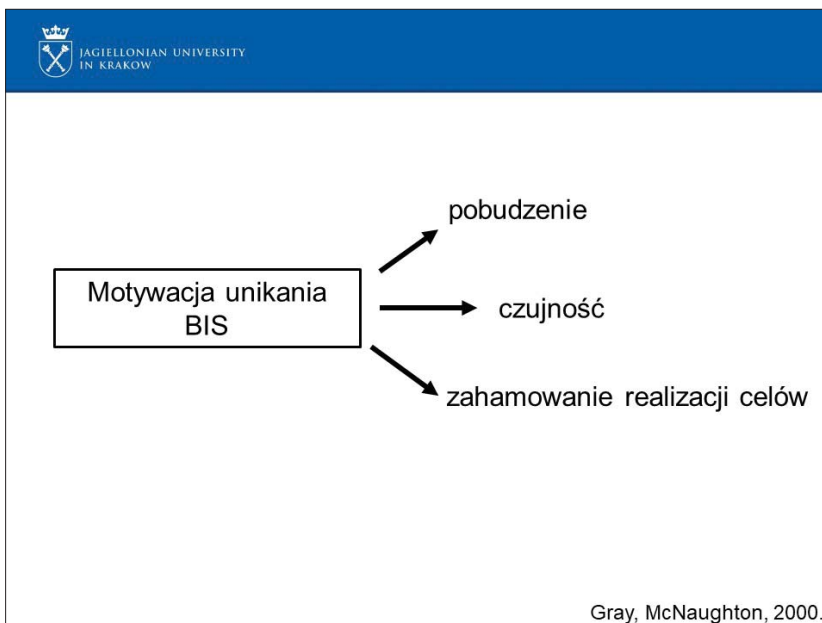 JAGIELLONIAN UNIVERSITY
IN KRAKOW
pobudzenie
Motywacja unikania
BIS
czujność
zahamowanie realizacji celów
Gray, McNaughton, 2000.